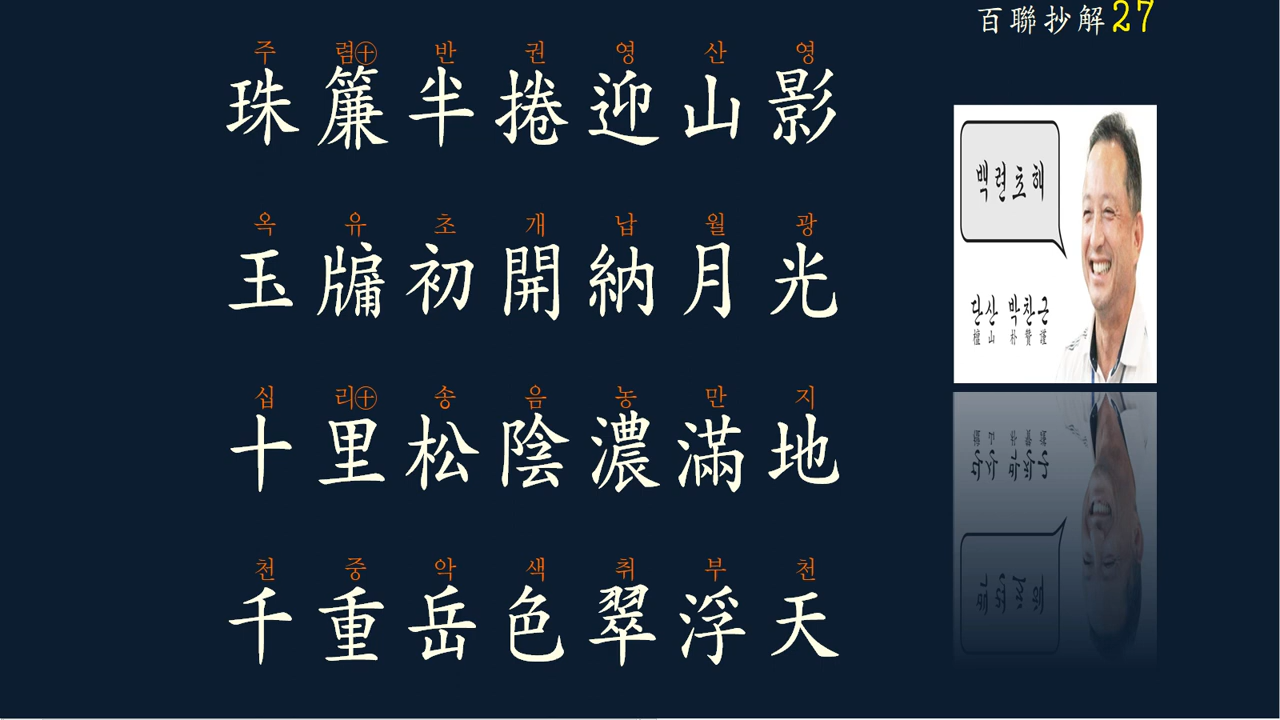 百聯抄解27
주 렴㊉ 반 권 영 산 영
珠 簾 半 捲 迎 山 影
옥 유 초 개 납 월 광
玉 牖 初 開 納 月 光
십 리㊉ 송 음 농 만 지
十 里 松 陰 濃 滿 地
천 중 악 색 취 부 천
千 重 岳 色 翠 浮 天
백련초해
단산 박찬근
檀山 朴贊謹